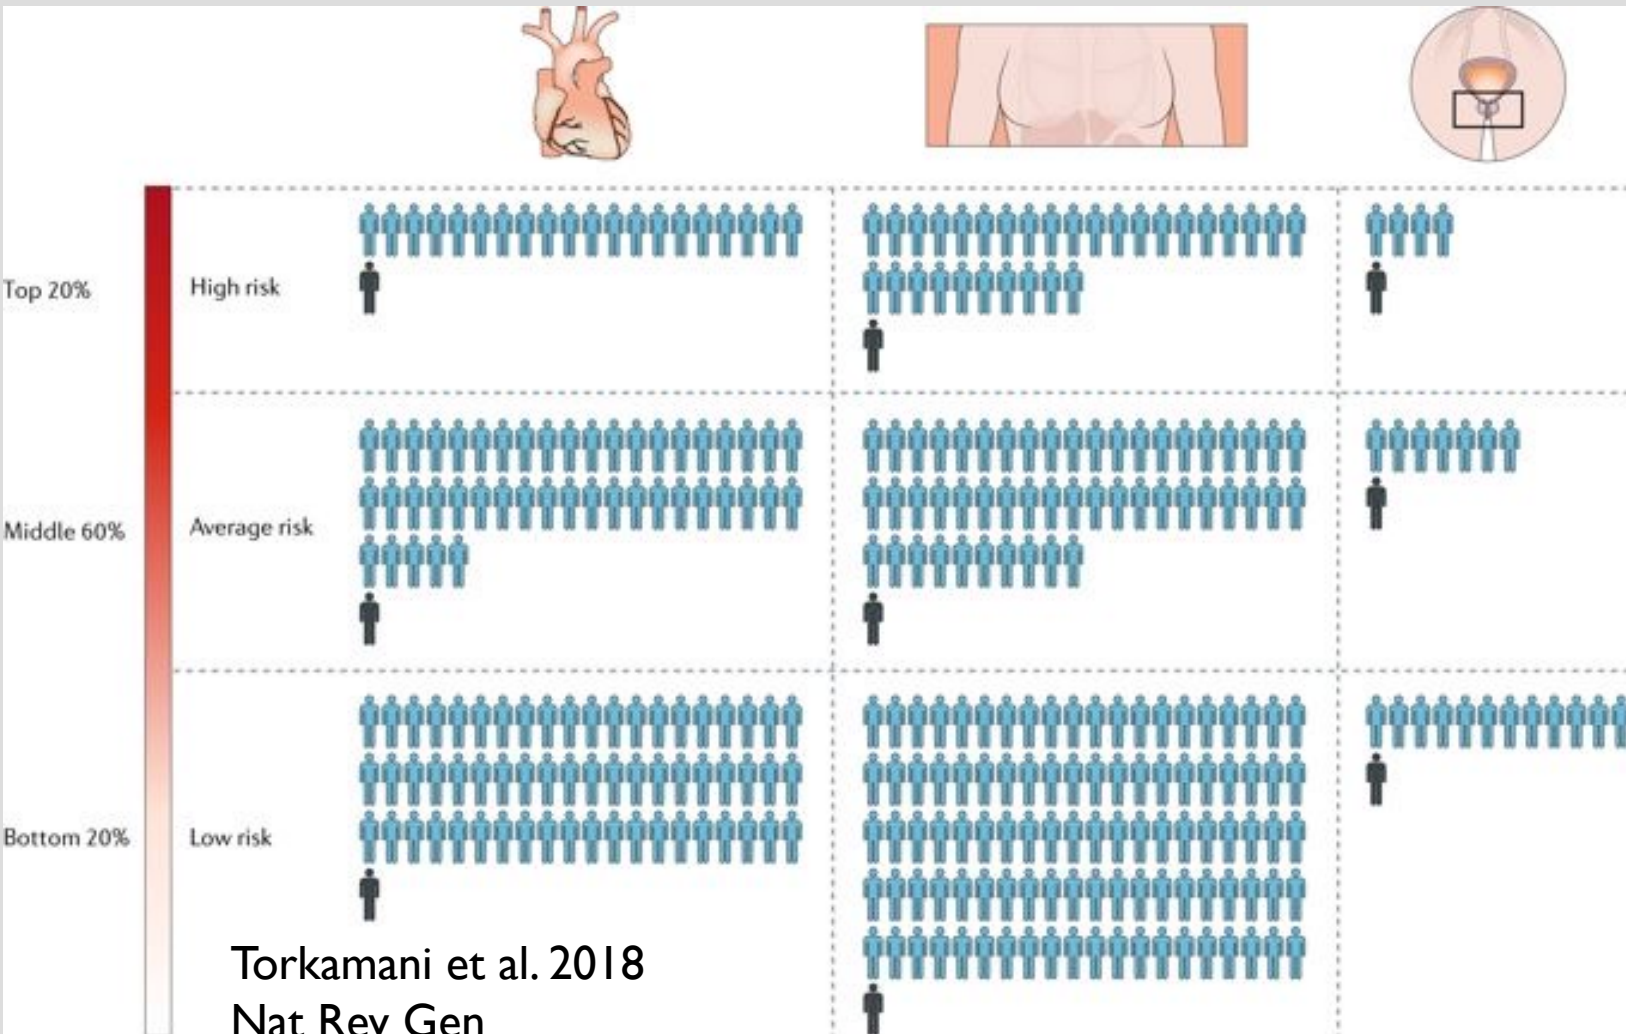 Top 20%
High risk
Middle 60%
Average risk
Bottom 20%
Low risk
Torkamani et al. 2018
Nat Rev Gen